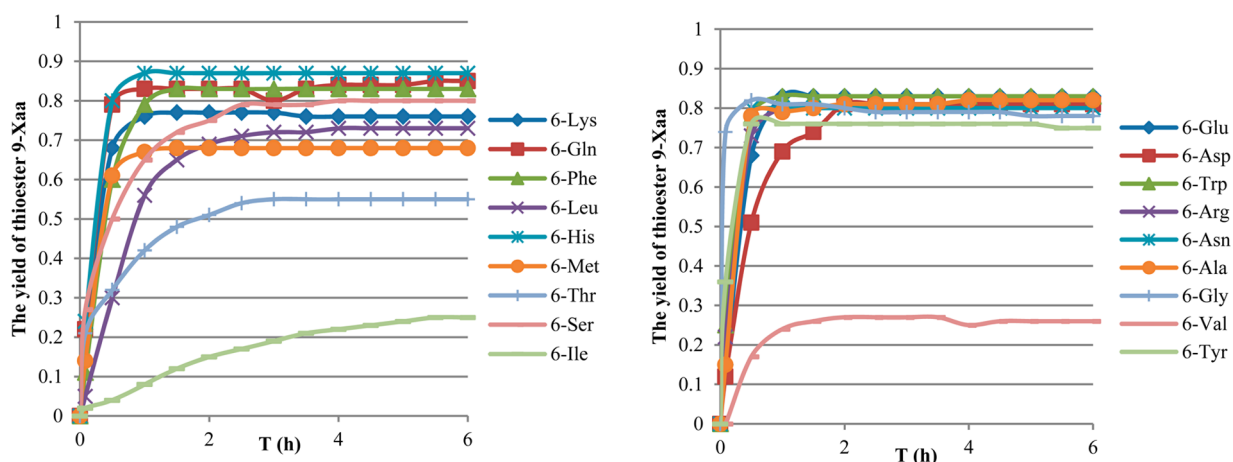 The yield of thioester 9-Xaa
1
0.9
0.8
0.7
0.6
0.5
0.4
0.3
0.2
0.1
0
0 2 4 6
T (h)
6-Lys
6-Gln
6-Phe
6-Leu
6-His
6-Met
6-Thr
6-Ser
6-Ile
The yield of thioester 9-Xaa
1
0.9
0.8
0.7
0.6
0.5
0.4
0.3
0.2
0.1
0
0 2 4 6
T (h)
6-Glu
6-Asp
6-Trp
6-Arg
6-Asn
6-Ala
6-Gly
6-Val
6-Tyr